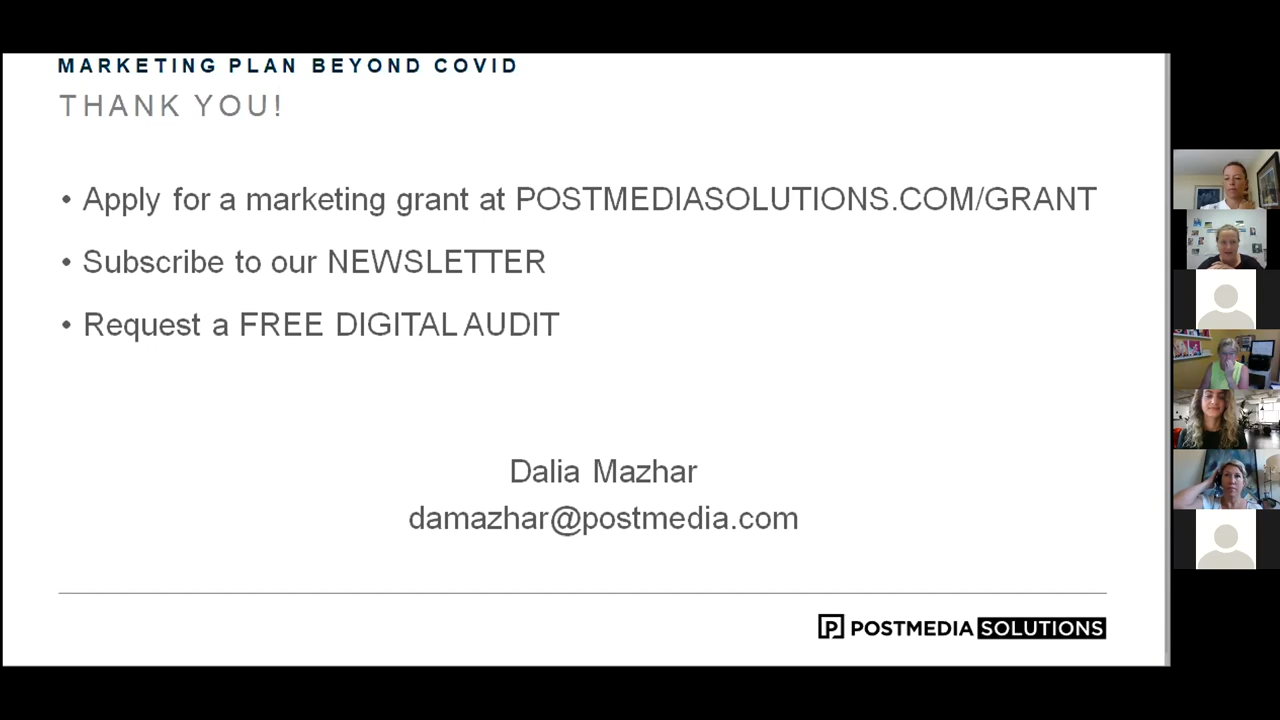 MARKETING PLAN BEYOND COVID
THANK YOU!
• Apply for a marketing grant at POSTMEDIASOLUTIONS.COM/GRANT
• Subscribe to our NEWSLETTER
• Request a FREE DIGITAL AUDIT
Dalia Mazhar
damazhar@postmedia.com
P POSTMEDIA SOLUTIONS